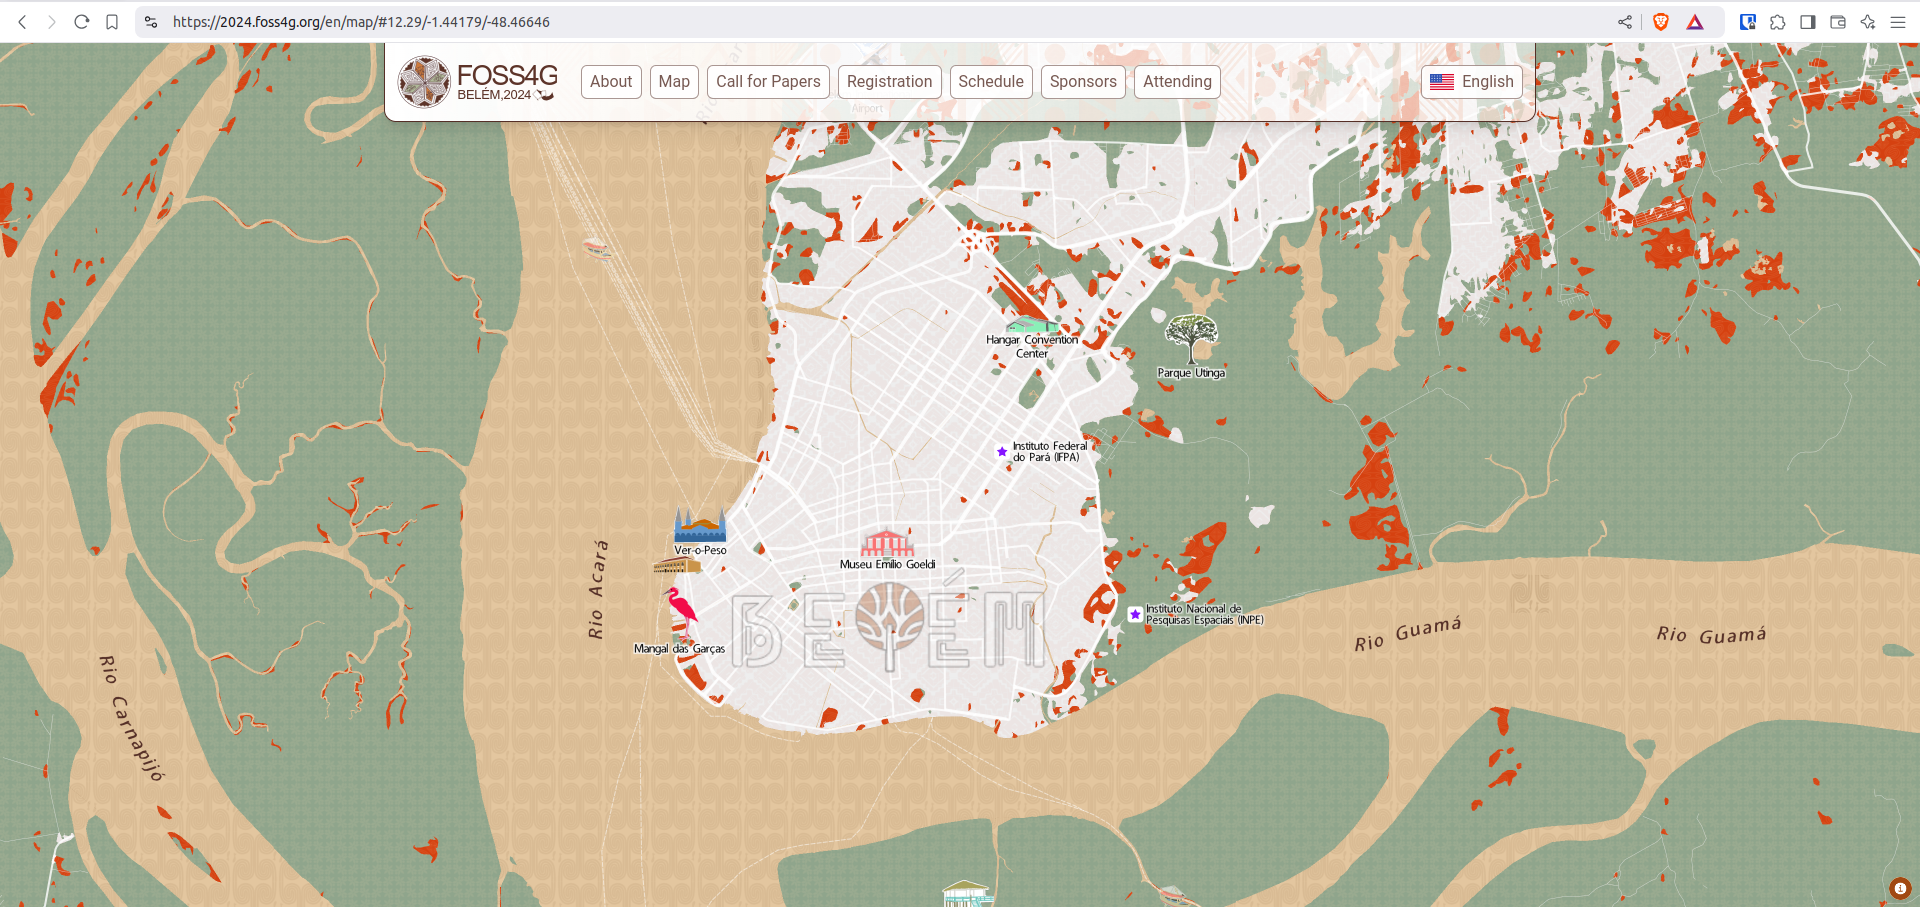 https://2024.foss4g.org/en/map/#12.29/-1.44179/-48.46646
FOSS4G
BELÉM,2024
About
Map
Call for Papers
Registration
Schedule
Sponsors
Attending
English
Airport
Hangar Convention
Center
Parque Utinga
Instituto Federal
do Pará (IFPA)
Ver-o-Peso
Museu Emílio Goeldi
BELÉM
Rio Acará
Instituto Nacional de
Pesquisas Espaciais (INPE)
Rio Guamá
Rio Guamá
Mangal das Garças
Rio Carnapijó